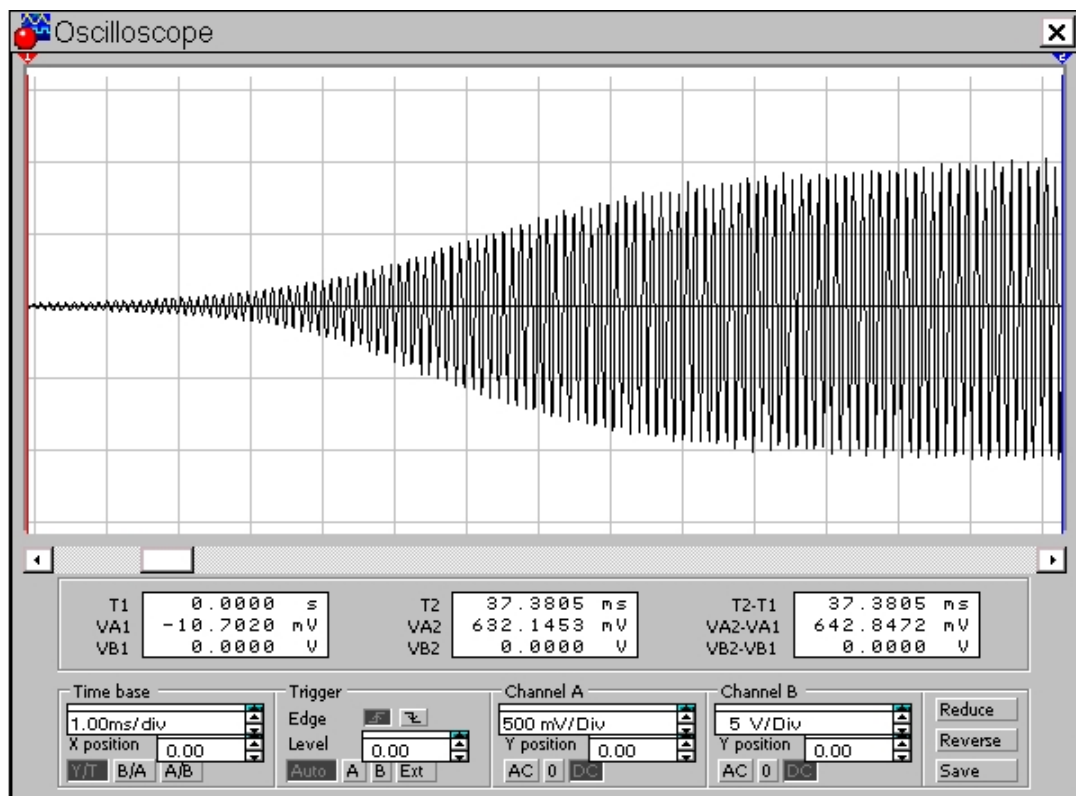 Oscilloscope
1 2
T1 0.0000 s T2 37.3805 ms T2-T1 37.3805 ms
VA1 -10.7020 mV VA2 632.1453 mV VA2-VA1 642.8472 mV
VB1 0.0000 V VB2 0.0000 V VB2-VB1 0.0000 V
Time base Trigger Channel A Channel B
1.00ms/div Edge 500 mV/Div 5 V/Div Reduce
X position 0.00 Level 0.00 Y position 0.00 Y position 0.00 Reverse
Y/T B/A A/B Auto A B Ext AC 0 DC AC 0 DC Save